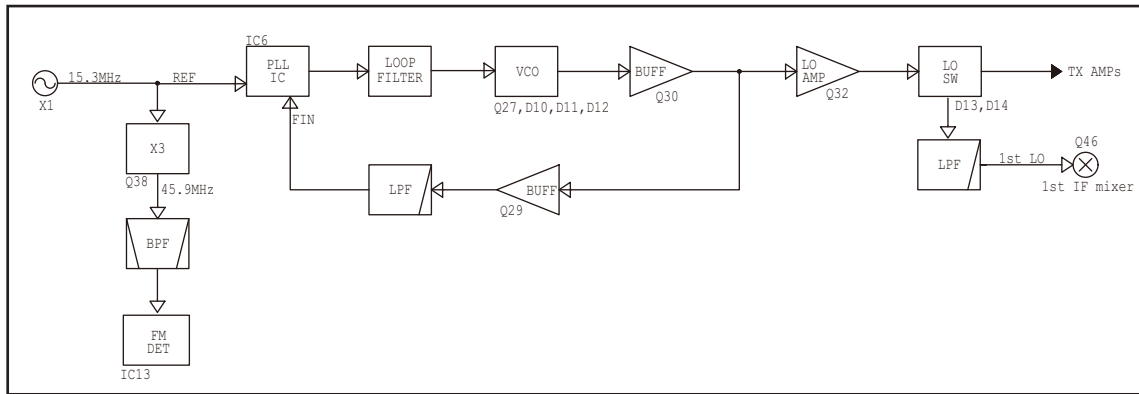 IC6
PLL
IC
LOOP
FILTER
VCO
BUFF
LO
AMP
LO
SW
TX AMPs
15.3MHz
REF
X1
Q27,D10,D11,D12
Q30
Q32
D13,D14
FIN
X3
Q38
45.9MHz
LPF
BUFF
Q29
LPF
1st LO
Q46
1st IF mixer
BPF
FM
DET
IC13